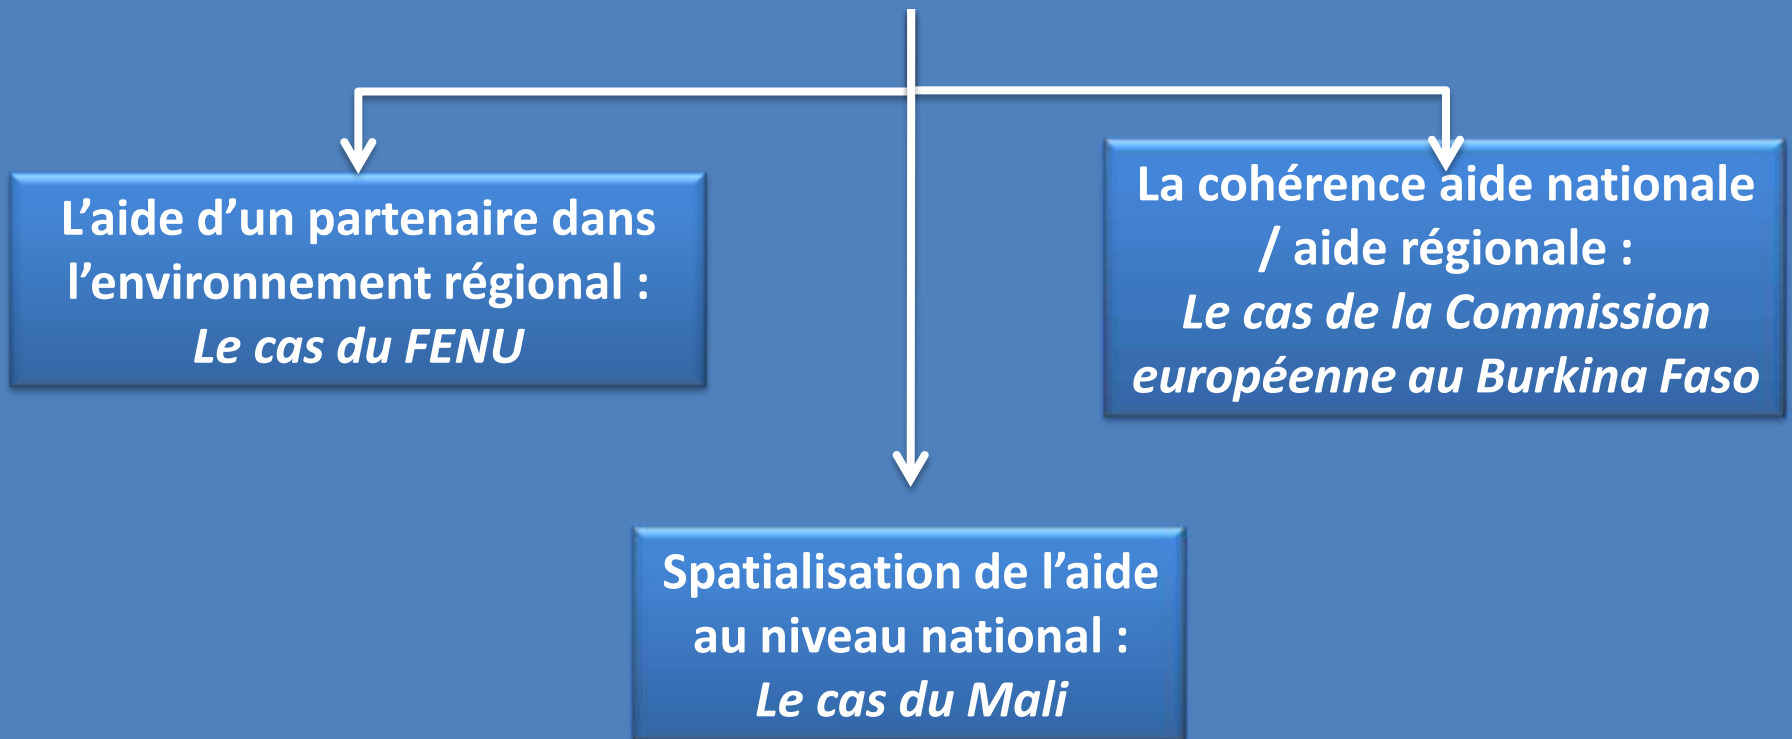 L’aide d’un partenaire dans
l’environnement régional :
Le cas du FENU
La cohérence aide nationale
/ aide régionale :
Le cas de la Commission
européenne au Burkina Faso
Spatialisation de l’aide
au niveau national :
Le cas du Mali